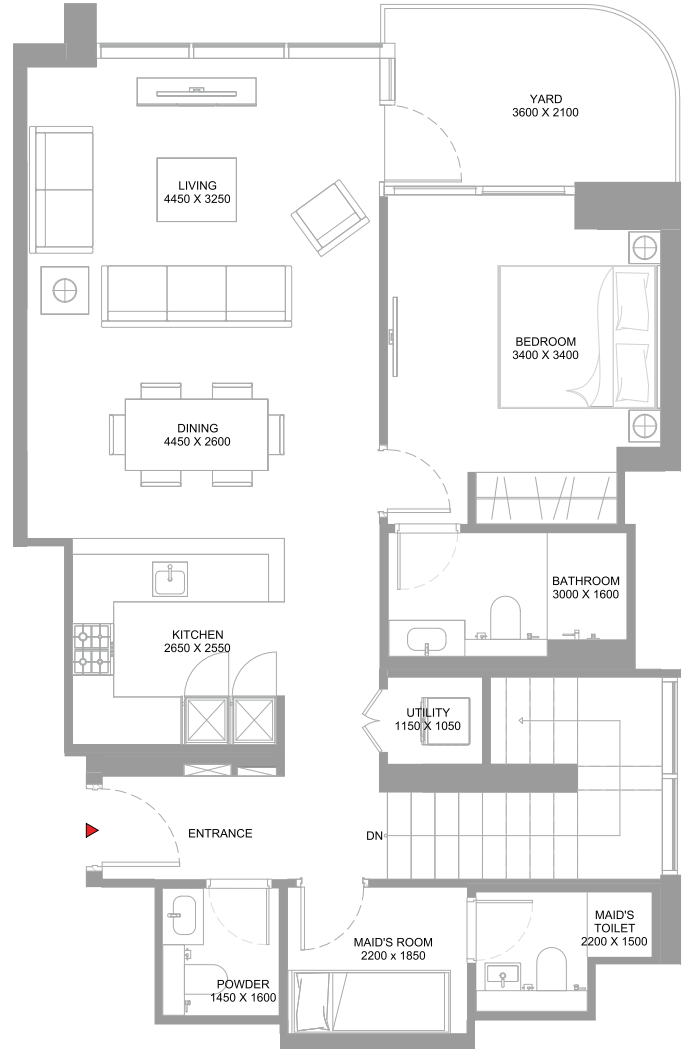 YARD
3600 X 2100
LIVING
4450 X 3250
BEDROOM
3400 X 3400
DINING
4450 X 2600
BATHROOM
3000 X 1600
KITCHEN
2650 X 2550
UTILITY
1150 X 1050
ENTRANCE
DN
MAID'S ROOM
2200 x 1850
MAID'S
TOILET
2200 X 1500
POWDER
1450 X 1600